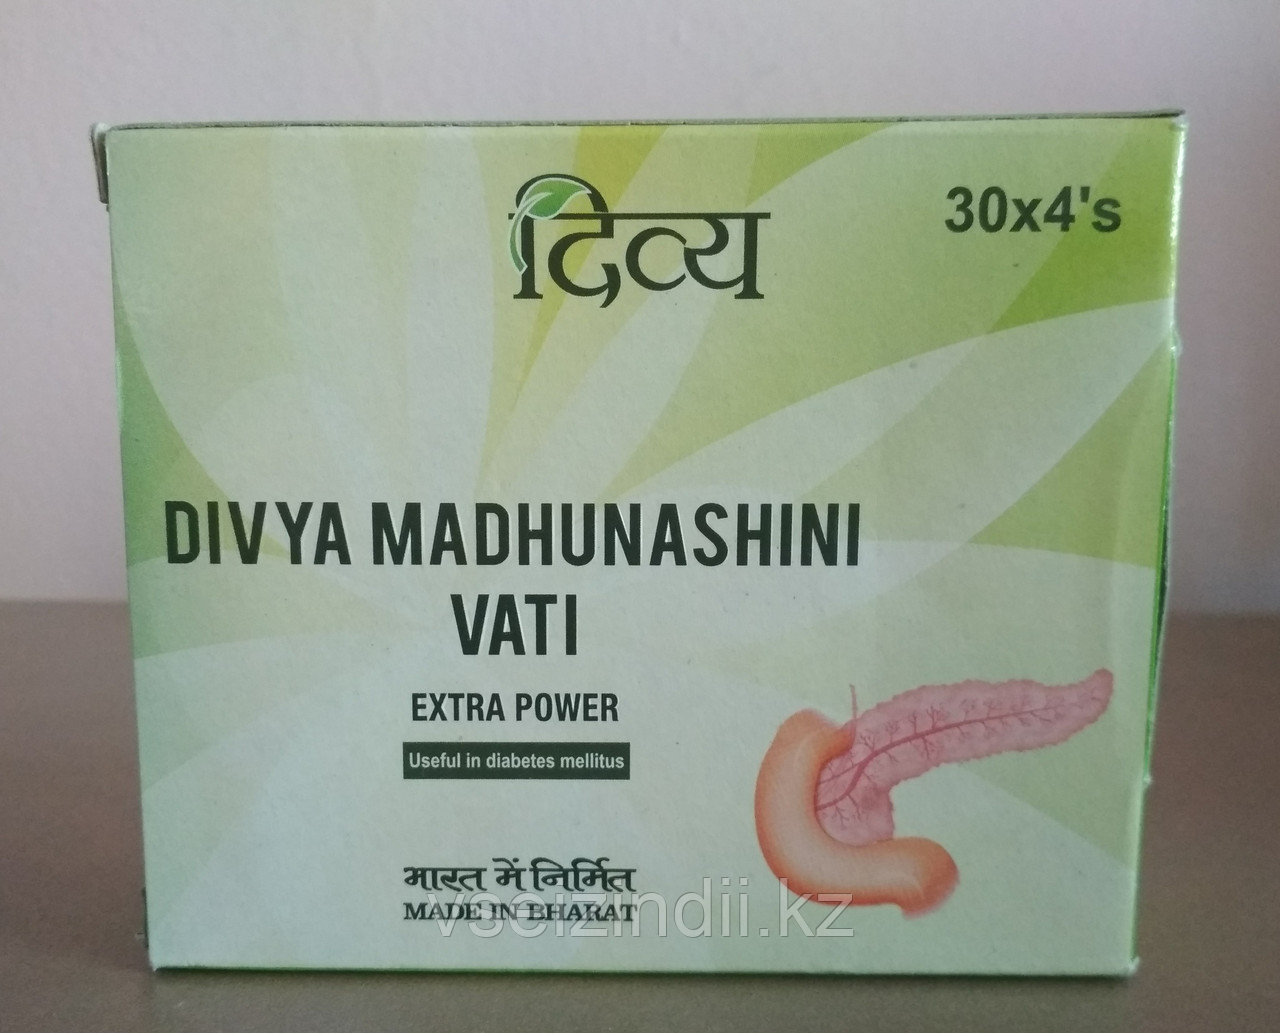 दिव्य
30x4's
DIVYA MADHUNASHINI
VATI
EXTRA POWER
Useful in diabetes mellitus
भारत में निर्मित
MADE IN BHARAT
vseizindii.kz